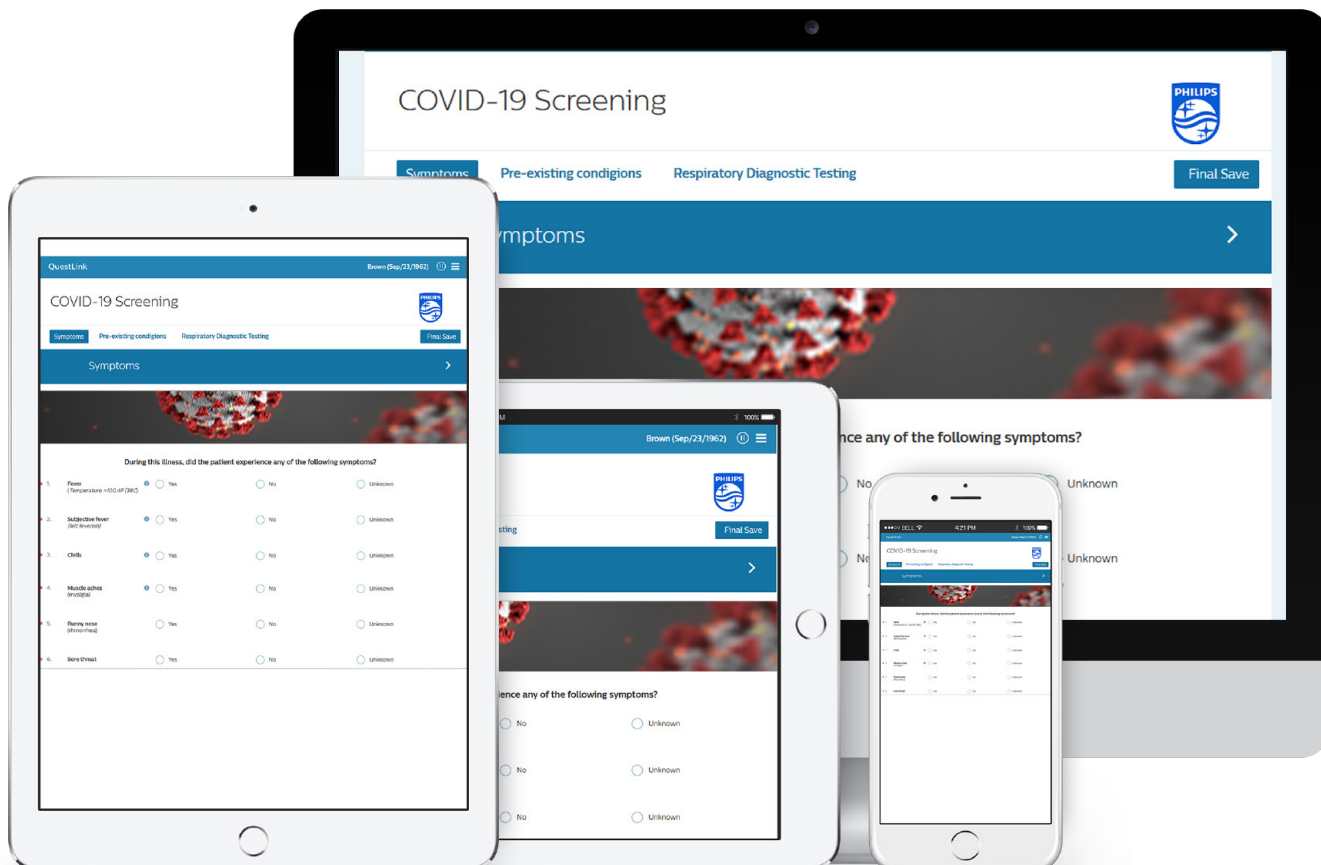 COVID-19 Screening
PHILIPS
Symptoms
Pre-existing condigions
Respiratory Diagnostic Testing
Final Save
ymptoms
nce any of the following symptoms?
No
Unknown
Unknown
QuestLink
Brown (Sep/23/1962)
COVID-19 Screening
PHILIPS
Symptoms
Pre-existing condigions
Respiratory Diagnostic Testing
Final Save
Symptoms
During this illness, did the patient experience any of the following symptoms?
1. Fever Yes No Unknown
(Temperature >100.4F (38C)
2. Subjective fever Yes No Unknown
(felt feverish)
3. Chills Yes No Unknown
4. Muscle aches Yes No Unknown
(myalgia)
5. Runny nose Yes No Unknown
(rhinorrhea)
6. Sore throat Yes No Unknown
M
100%
Brown (Sep/23/1962)
PHILIPS
sting
Final Save
ience any of the following symptoms?
No Unknown
No Unknown
No Unknown
BELL 4:21 PM 100%
COVID-19 Screening
Symptoms